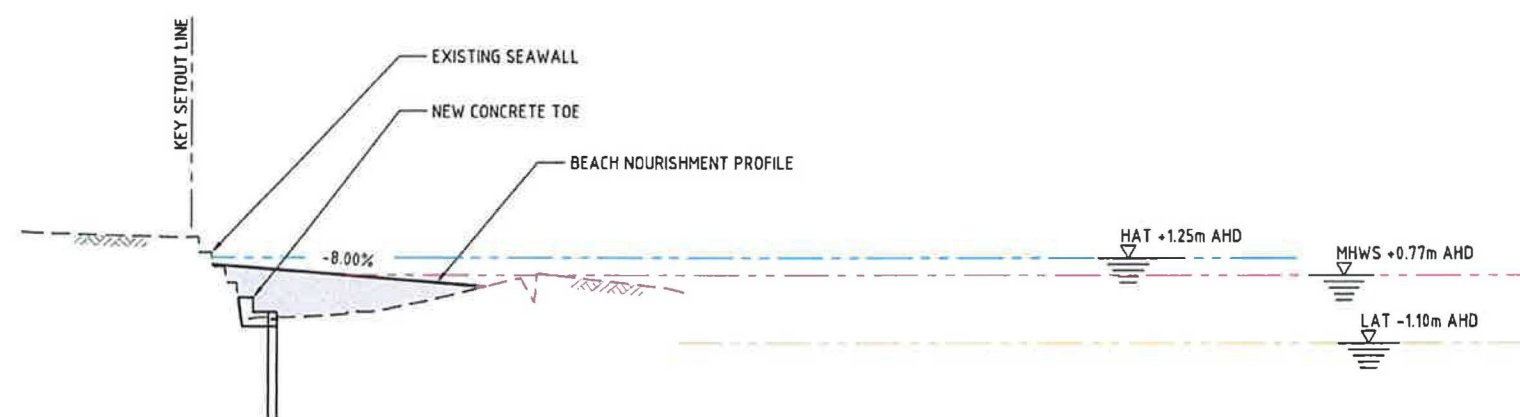 KEY SETOUT LINE
EXISTING SEAWALL
NEW CONCRETE TOE
BEACH NOURISHMENT PROFILE
HAT +1.25m AHD
-8.00%
MHWS +0.77m AHD
LAT -1.10m AHD